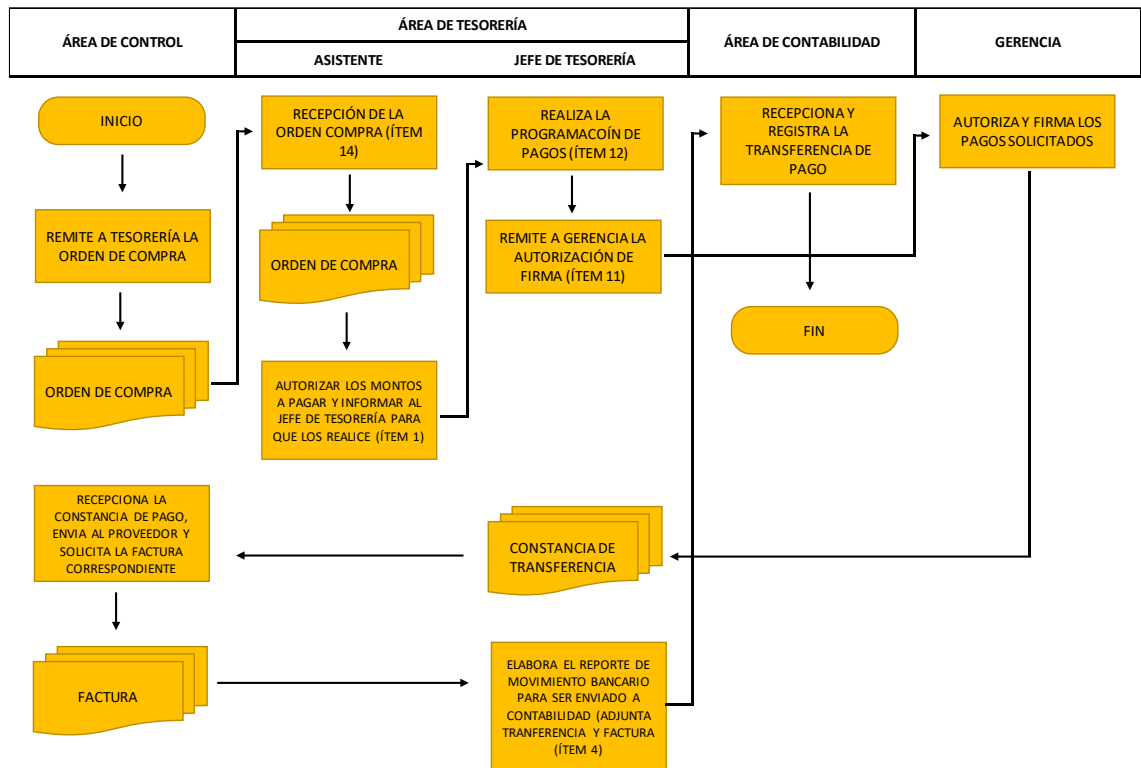 ÁREA DE CONTROL
ÁREA DE TESORERÍA
ASISTENTE
JEFE DE TESORERÍA
ÁREA DE CONTABILIDAD
GERENCIA
INICIO
REMITE A TESORERÍA LA
ORDEN DE COMPRA
ORDEN DE COMPRA
RECEPCIÓN DE LA
ORDEN COMPRA (ÍTEM
14)
ORDEN DE COMPRA
AUTORIZAR LOS MONTOS
A PAGAR Y INFORMAR AL
JEFE DE TESORERÍA PARA
QUE LOS REALICE (ÍTEM 1)
REALIZA LA
PROGRAMACOÍN DE
PAGOS (ÍTEM 12)
REMITE A GERENCIA LA
AUTORIZACIÓN DE
FIRMA (ÍTEM 11)
RECEPCIONA Y
REGISTRA LA
TRANSFERENCIA DE
PAGO
FIN
AUTORIZA Y FIRMA LOS
PAGOS SOLICITADOS
RECEPCIONA LA
CONSTANCIA DE PAGO,
ENVIA AL PROVEEDOR Y
SOLICITA LA FACTURA
CORRESPONDIENTE
CONSTANCIA DE
TRANSFERENCIA
FACTURA
ELABORA EL REPORTE DE
MOVIMIENTO BANCARIO
PARA SER ENVIADO A
CONTABILIDAD (ADJUNTA
TRANFERENCIA Y FACTURA
(ÍTEM 4)